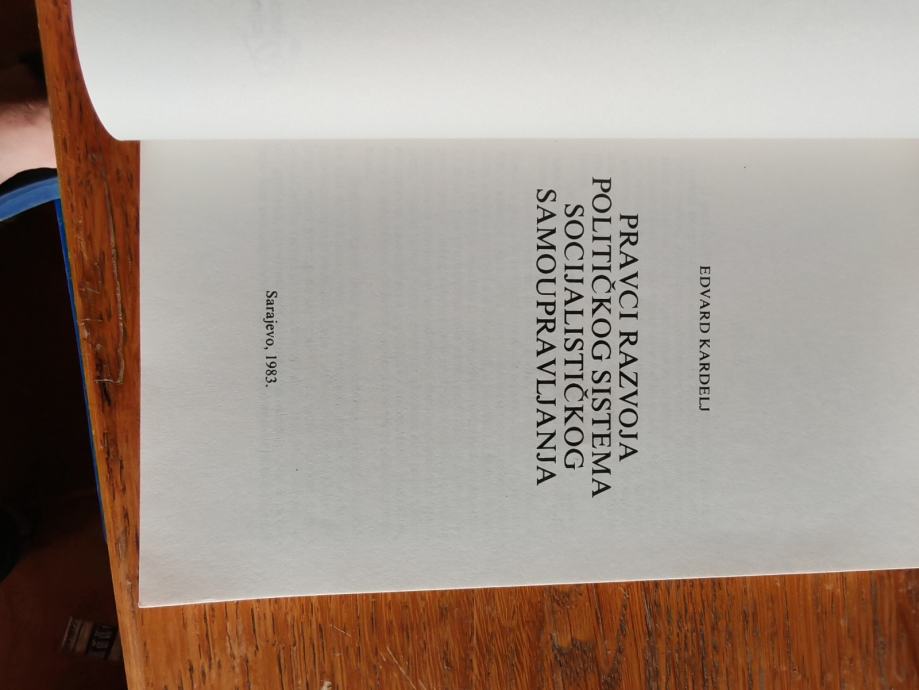 EDVARD KARDELJ
PRAVCI RAZVOJA
POLITIČKOG SISTEMA
SOCIJALISTIČKOG
SAMOUPRAVLJANJA
Sarajevo, 1983.